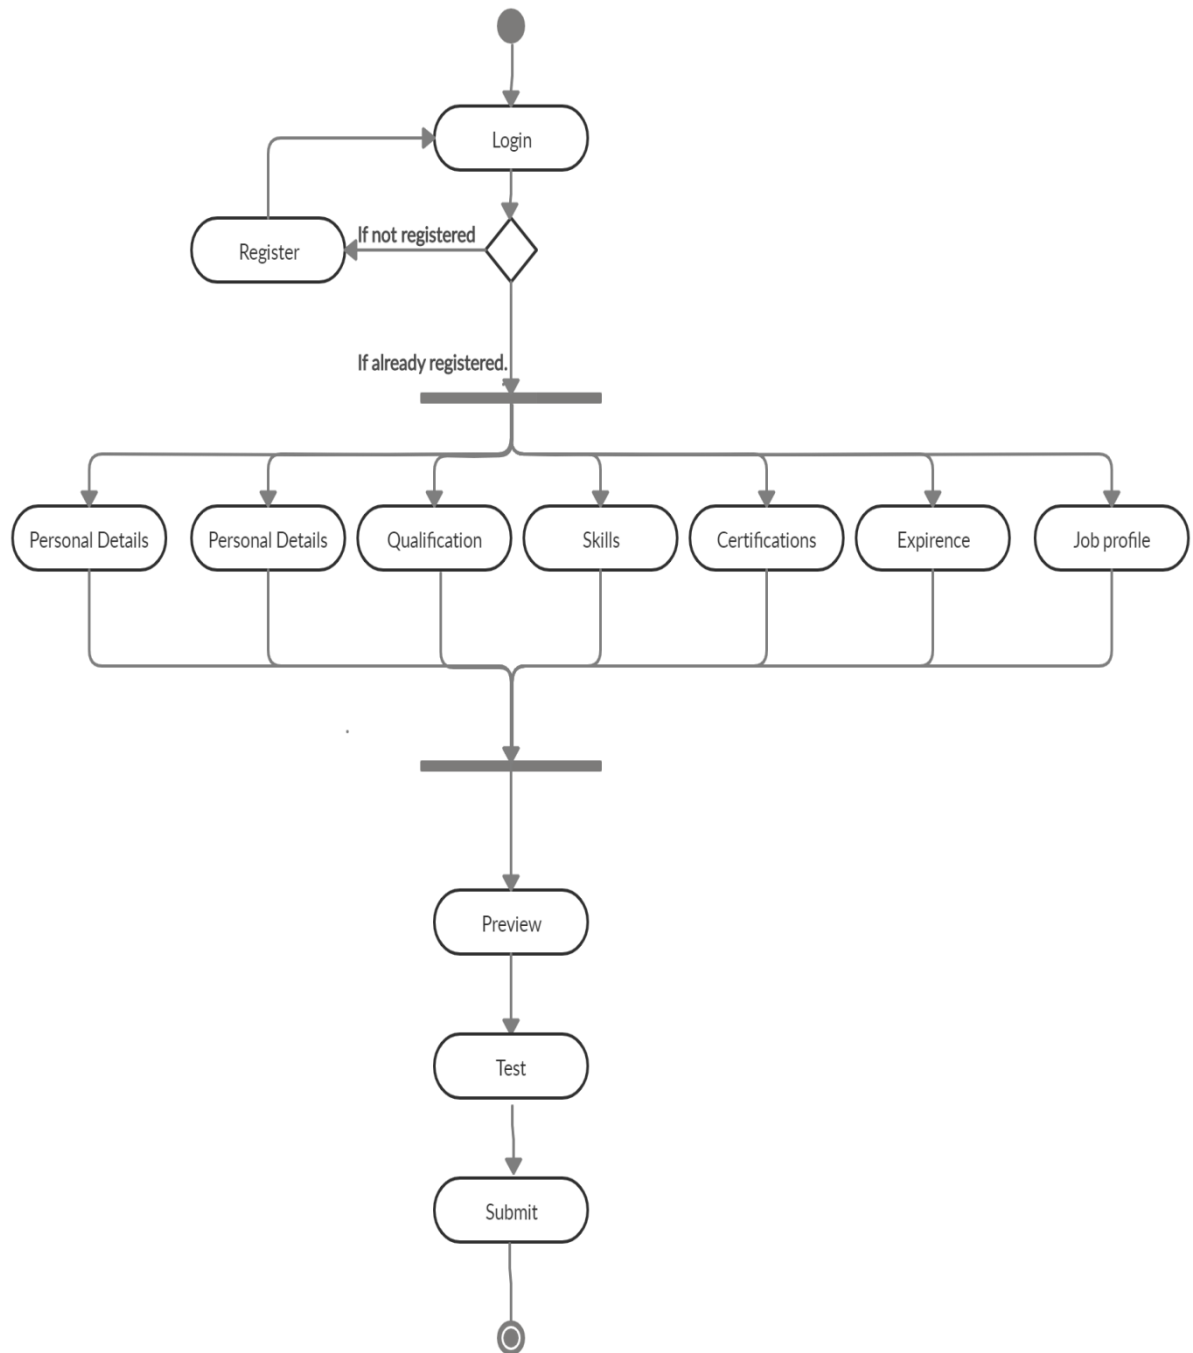 Login
If not registered
Register
If already registered.
Personal Details
Personal Details
Qualification
Skills
Certifications
Expirence
Job profile
Preview
Test
Submit